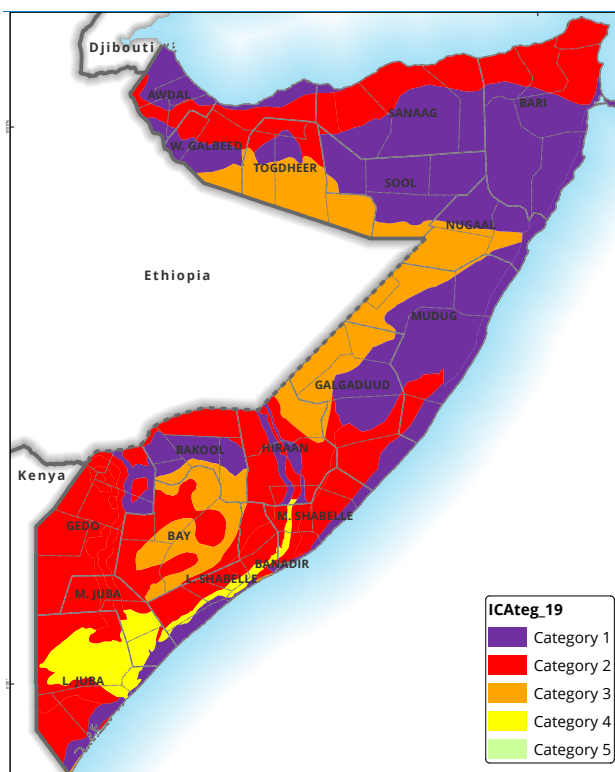 Djibouti
AWDAL
SANAAG
BARI
W. GALBEED
TOGDHEER
SOOL
NUGAAL
Ethiopia
MUDUG
GALGADUUD
HIRAAN
BAKOOL
Kenya
GEDO
M. SHABELLE
BAY
BANADIR
L. SHABELLE
M. JUBA
L. JUBA
ICAteg_19
Category 1
Category 2
Category 3
Category 4
Category 5